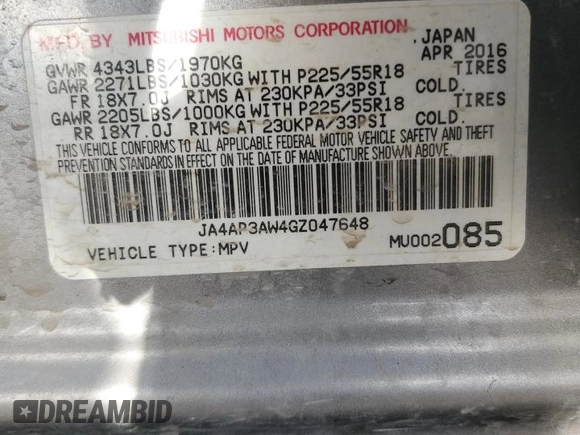 MFD. BY MITSUBISHI MOTORS CORPORATION , JAPAN
GVWR 4343LBS/1970KG APR 2016
GAWR 2271LBS/1030KG WITH P225/55R18 TIRES
FR 18X7.0J RIMS AT 230KPA/33PSI COLD.
GAWR 2205LBS/1000KG WITH P225/55R18 TIRES
RR 18X7.0J RIMS AT 230KPA/33PSI COLD.
THIS VEHICLE CONFORMS TO ALL APPLICABLE FEDERAL MOTOR VEHICLE SAFETY AND THEFT
PREVENTION STANDARDS IN EFFECT ON THE DATE OF MANUFACTURE SHOWN ABOVE.
JA4AP3AW4GZ047648
VEHICLE TYPE:MPV MU002085
DREAMBID